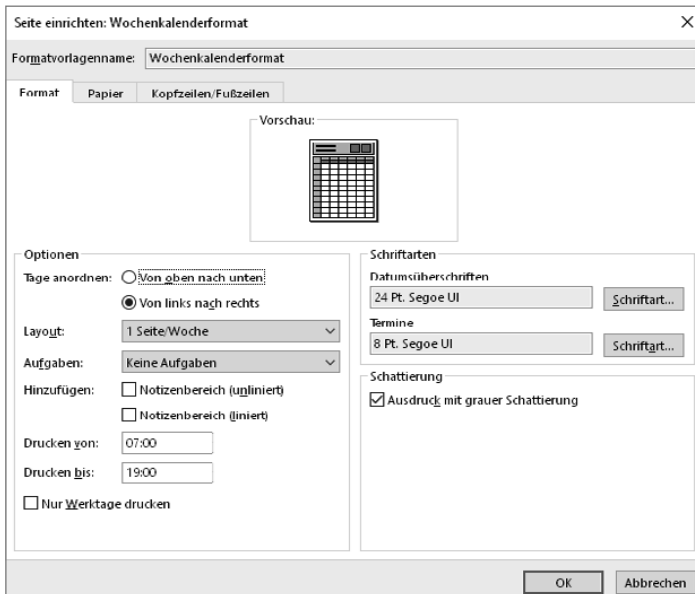 Seite einrichten: Wochenkalenderformat
Formatvorlagenname: Wochenkalenderformat
Format Papier Kopfzeilen/Fußzeilen
Vorschau:
Optionen
Tage anordnen: Von oben nach unten
Von links nach rechts
Layout: 1 Seite/Woche
Aufgaben: Keine Aufgaben
Hinzufügen: Notizenbereich (unliniert)
Notizenbereich (liniert)
Drucken von: 07:00
Drucken bis: 19:00
Nur Werktage drucken
Schriftarten
Datumsüberschriften
24 Pt. Segoe UI Schriftart...
Termine
8 Pt. Segoe UI Schriftart...
Schattierung
Ausdruck mit grauer Schattierung
OK Abbrechen